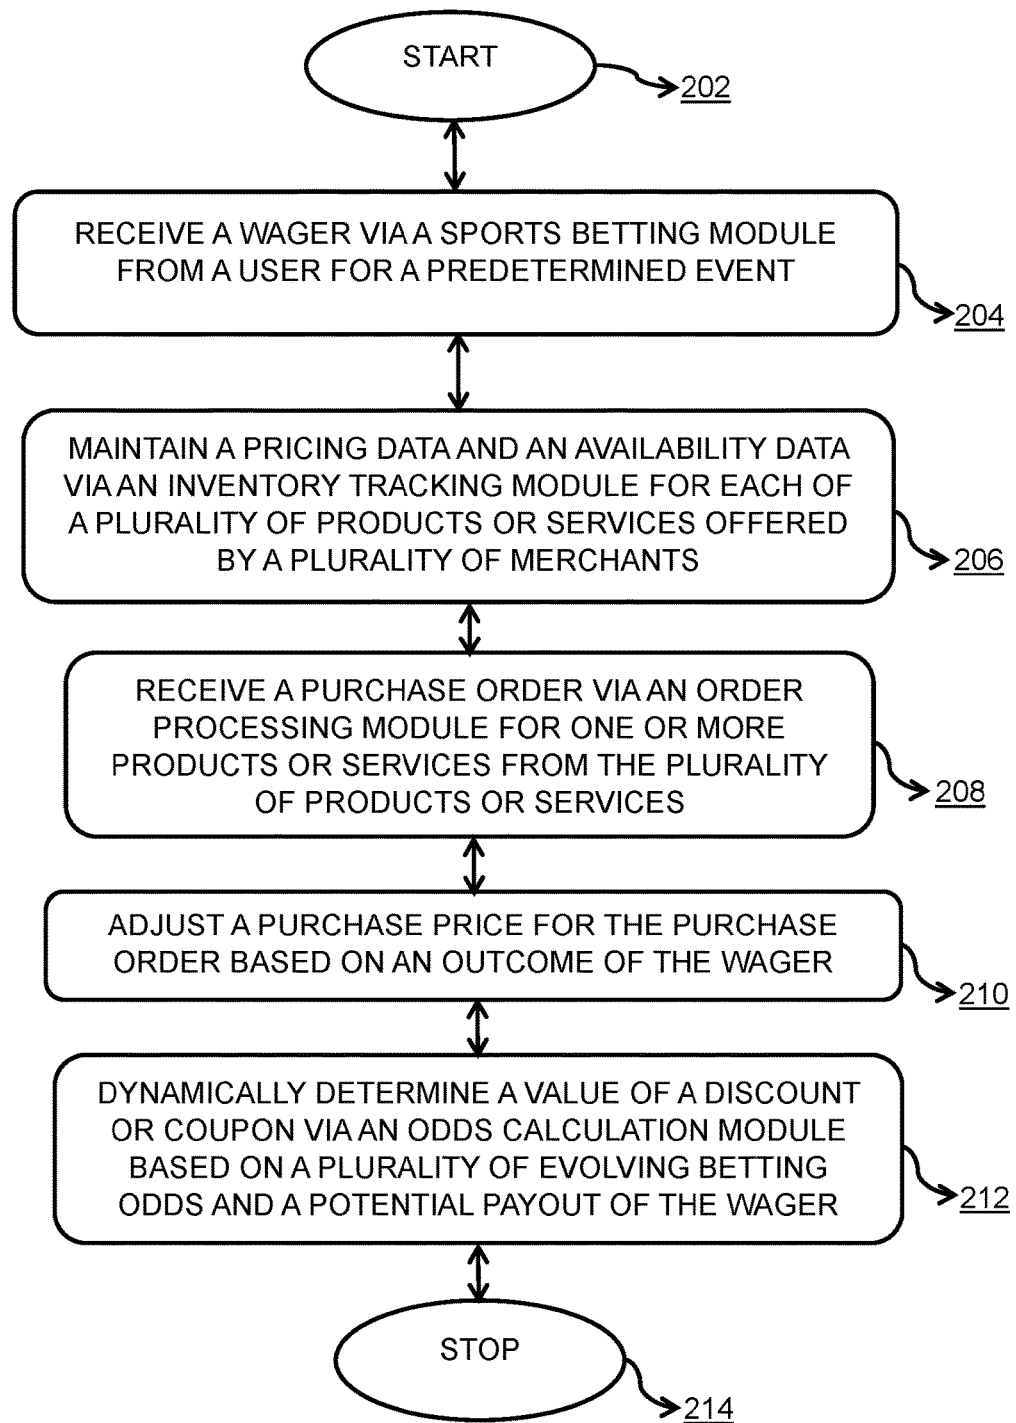 START
202
RECEIVE A WAGER VIA A SPORTS BETTING MODULE
FROM A USER FOR A PREDETERMINED EVENT
204
MAINTAIN A PRICING DATA AND AN AVAILABILITY DATA
VIA AN INVENTORY TRACKING MODULE FOR EACH OF
A PLURALITY OF PRODUCTS OR SERVICES OFFERED
BY A PLURALITY OF MERCHANTS
206
RECEIVE A PURCHASE ORDER VIA AN ORDER
PROCESSING MODULE FOR ONE OR MORE
PRODUCTS OR SERVICES FROM THE PLURALITY
OF PRODUCTS OR SERVICES
208
ADJUST A PURCHASE PRICE FOR THE PURCHASE
ORDER BASED ON AN OUTCOME OF THE WAGER
210
DYNAMICALLY DETERMINE A VALUE OF A DISCOUNT
OR COUPON VIA AN ODDS CALCULATION MODULE
BASED ON A PLURALITY OF EVOLVING BETTING
ODDS AND A POTENTIAL PAYOUT OF THE WAGER
212
STOP
214